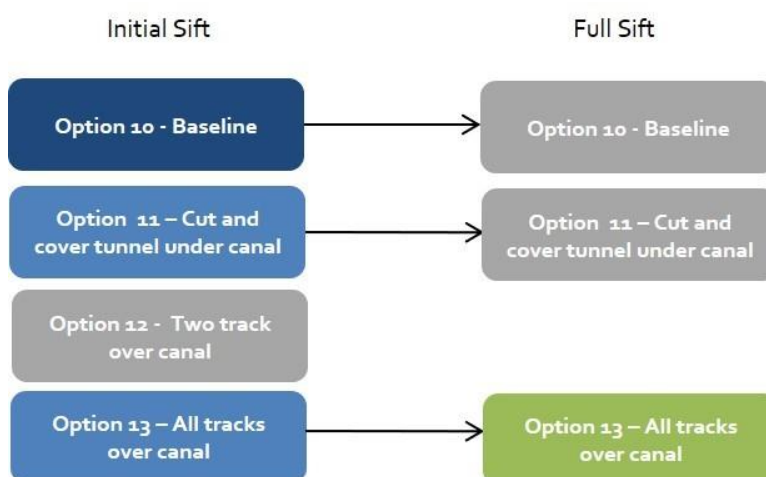 Initial Sift
Full Sift
Option 10 - Baseline
Option 10 - Baseline
Option 11 – Cut and
cover tunnel under canal
Option 11 – Cut and
cover tunnel under canal
Option 12 - Two track
over canal
Option 13 – All tracks
over canal
Option 13 – All tracks
over canal